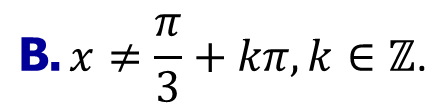 B. x ≠ π/3 + kπ, k ∈ ℤ.